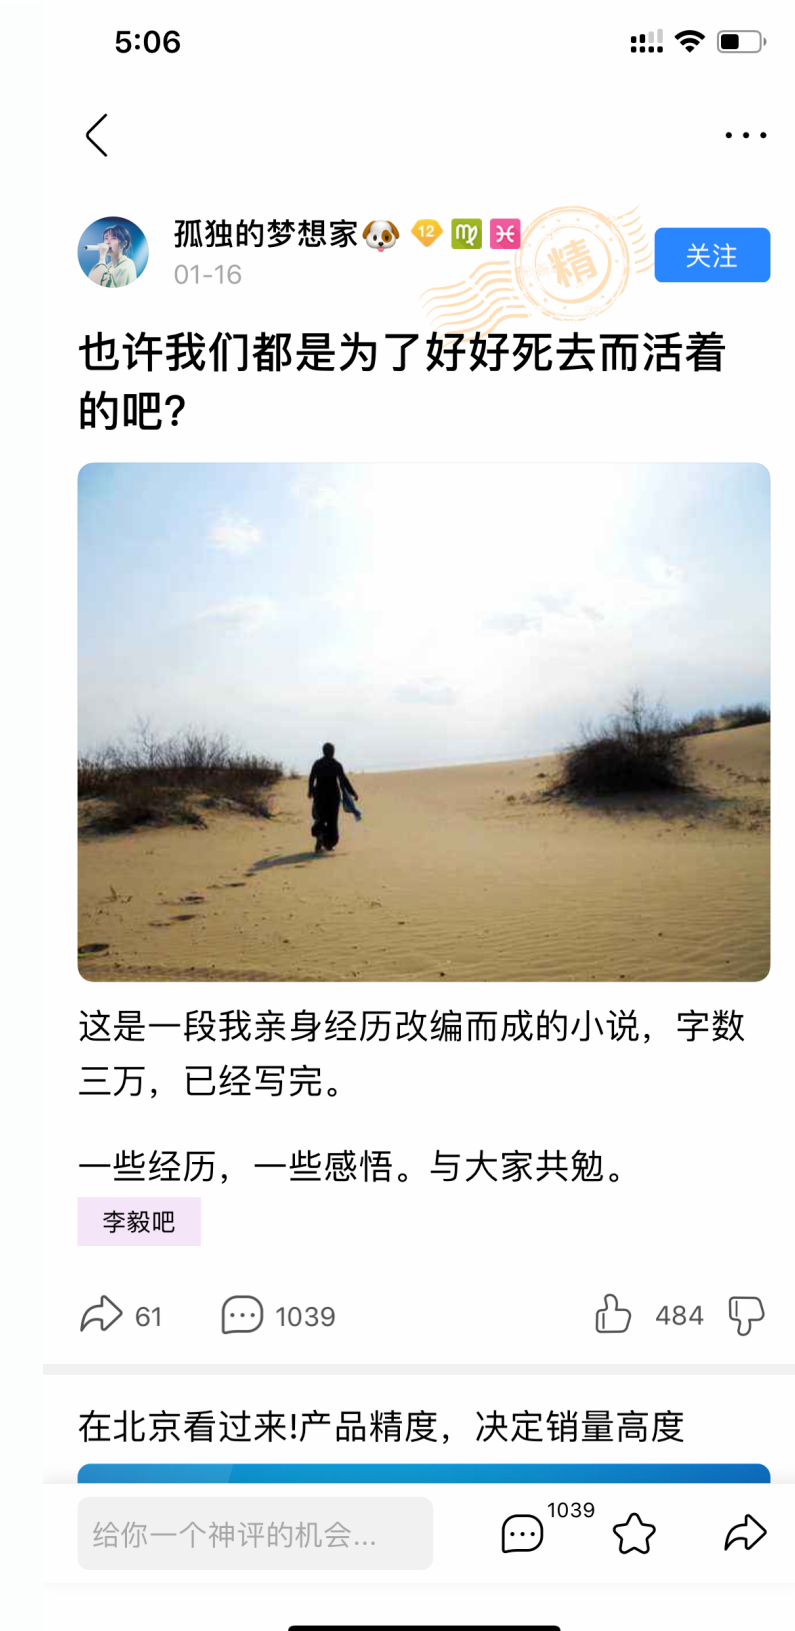 5:06
孤独的梦想家 12
精
关注
01-16
也许我们都是为了好好死去而活着
的吧?
这是一段我亲身经历改编而成的小说，字数
三万，已经写完。
一些经历，一些感悟。与大家共勉。
李毅吧
61 1039 484
在北京看过来!产品精度，决定销量高度
给你一个神评的机会... 1039